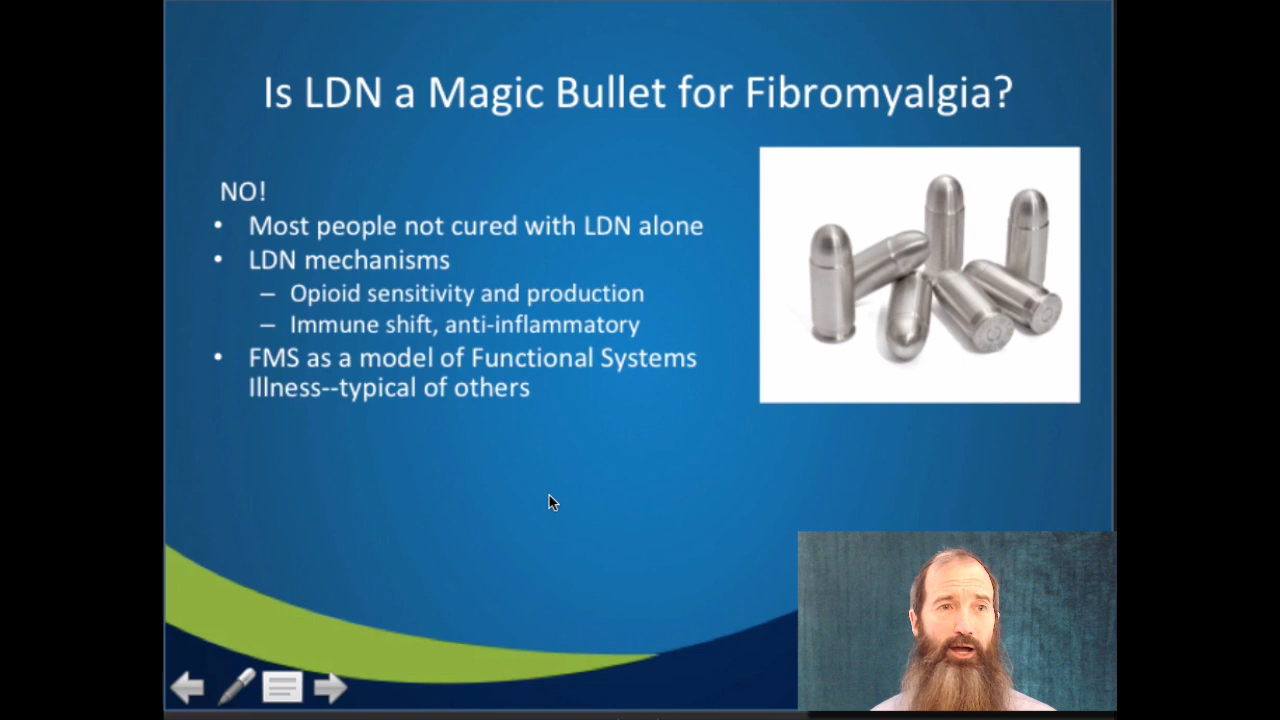 Is LDN a Magic Bullet for Fibromyalgia?
NO!
• Most people not cured with LDN alone
• LDN mechanisms
– Opioid sensitivity and production
– Immune shift, anti-inflammatory
• FMS as a model of Functional Systems
Illness--typical of others